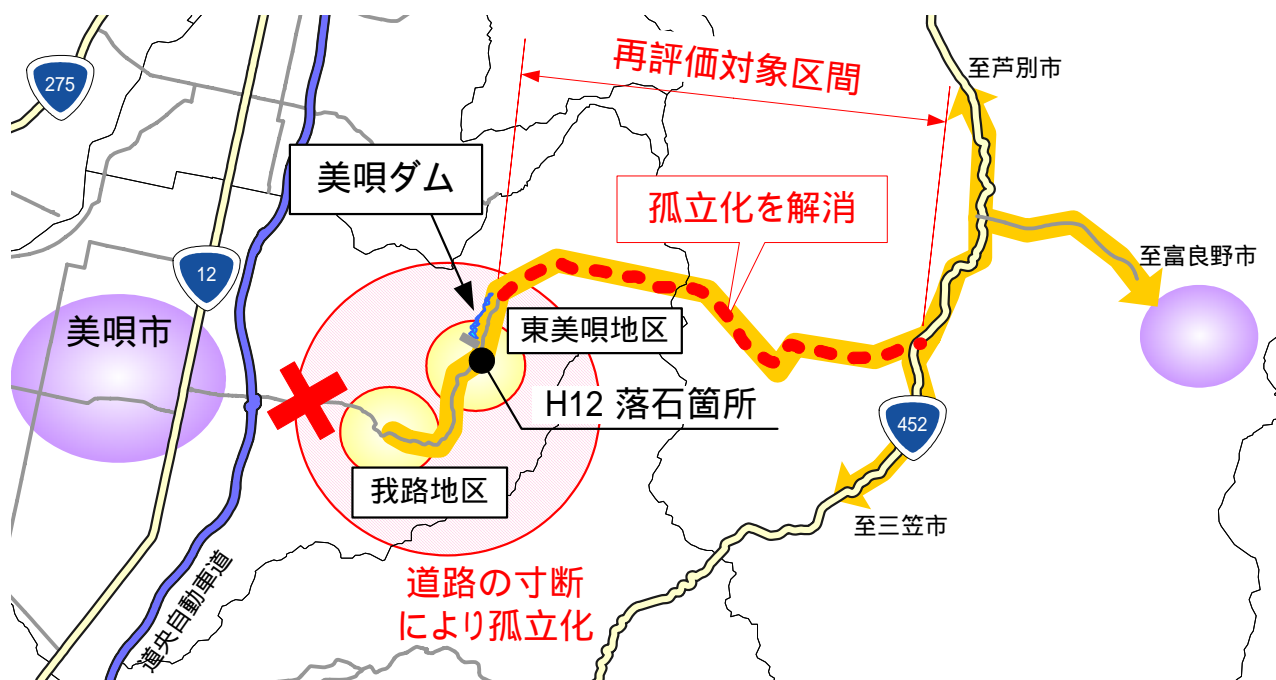 再評価対象区間
至芦別市
275
美唄ダム
孤立化を解消
至富良野市
12
美唄市
東美唄地区
H12 落石箇所
452
我路地区
至三笠市
道路の寸断
により孤立化
道央自動車道